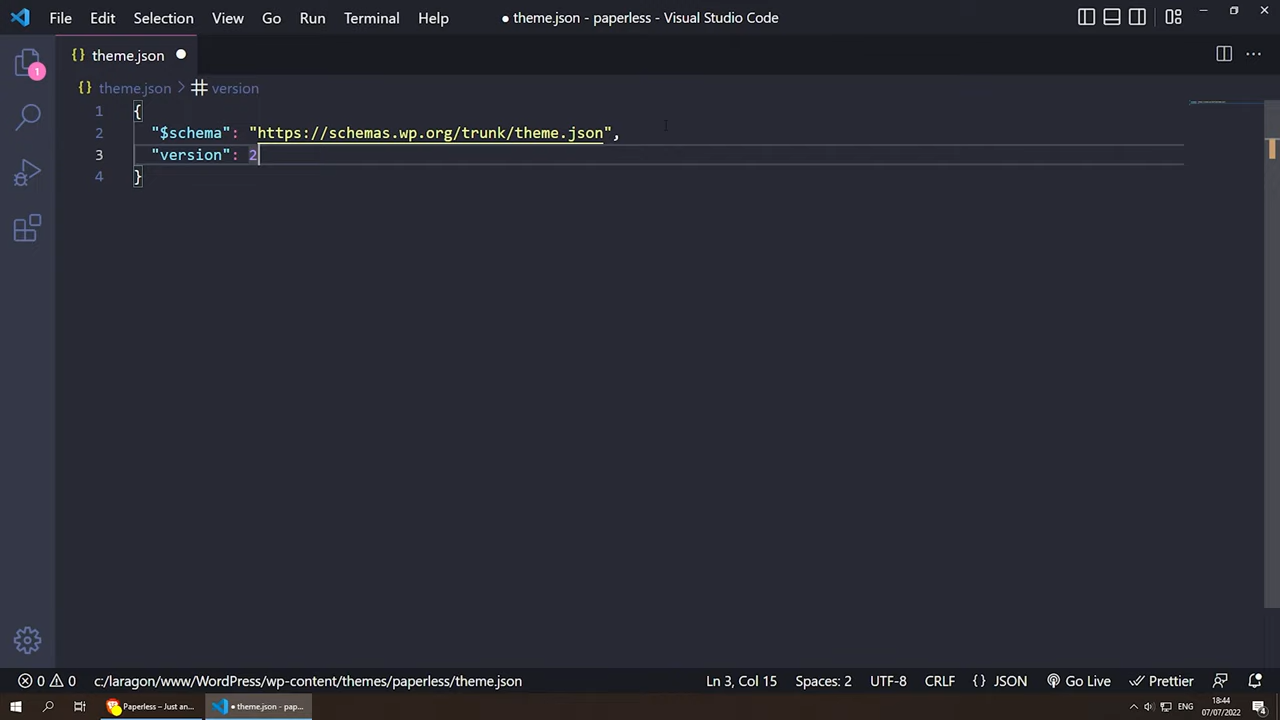 File Edit Selection View Go Run Terminal Help ● theme.json - paperless - Visual Studio Code
{} theme.json ●
1
{} theme.json > version
1 {
2 "$schema": "https://schemas.wp.org/trunk/theme.json",
3 "version": 2
4 }
0 0 c:/laragon/www/WordPress/wp-content/themes/paperless/theme.json Ln 3, Col 15 Spaces: 2 UTF-8 CRLF {} JSON Go Live Prettier
Paperless – Just an... ● theme.json - pap... ENG 18:44
07/07/2022
4